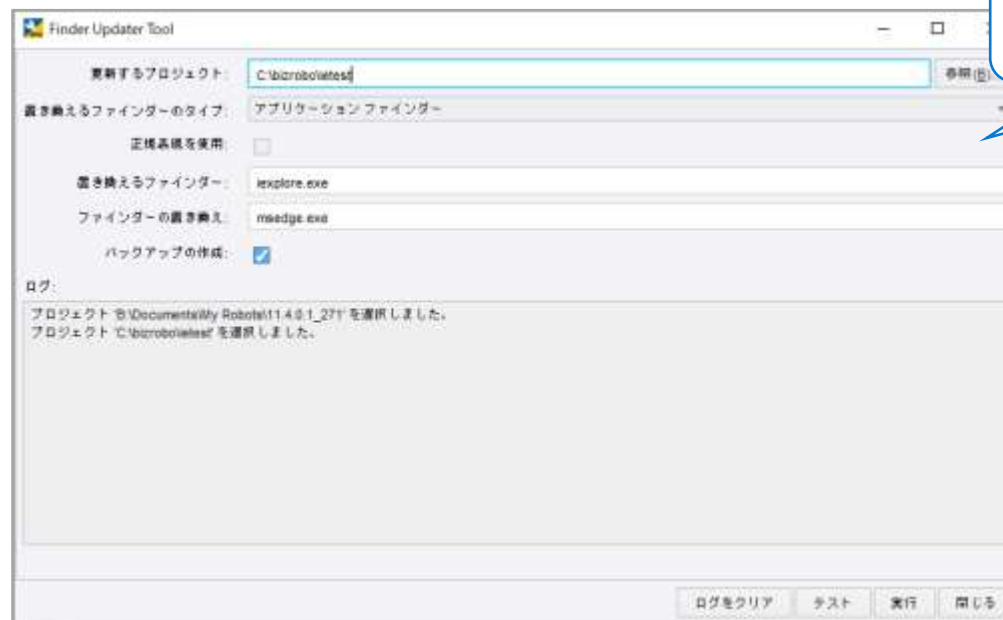 Finder Updater Tool
更新するプロジェクト: C:\bizrobo\ietest 参照(B)
置き換えるファインダーのタイプ: アプリケーション ファインダー
正規表現を使用:
置き換えるファインダー: iexplore.exe
ファインダーの置き換え: msedge.exe
バックアップの作成:
ログ:
プロジェクト 'B:\Documents\My Robots\11.4.0.1_271' を選択しました。
プロジェクト 'C:\bizrobo\ietest' を選択しました。
ログをクリア テスト 実行 閉じる